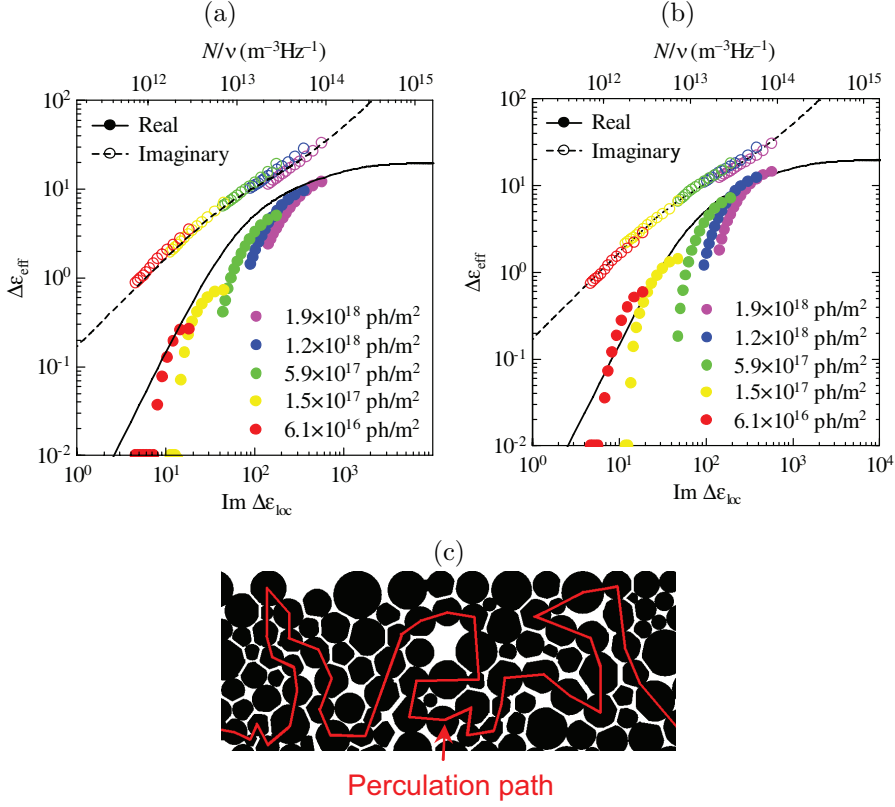 (a)
N/ν (m⁻³Hz⁻¹)
10¹² 10¹³ 10¹⁴ 10¹⁵
10²
10¹
10⁰
10⁻¹
10⁻²
Δε_eff
Real
Imaginary
1.9×10¹⁸ ph/m²
1.2×10¹⁸ ph/m²
5.9×10¹⁷ ph/m²
1.5×10¹⁷ ph/m²
6.1×10¹⁶ ph/m²
10⁰ 10¹ 10² 10³
Im Δε_loc
(b)
N/ν (m⁻³Hz⁻¹)
10¹² 10¹³ 10¹⁴ 10¹⁵
10²
10¹
10⁰
10⁻¹
10⁻²
Δε_eff
Real
Imaginary
1.9×10¹⁸ ph/m²
1.2×10¹⁸ ph/m²
5.9×10¹⁷ ph/m²
1.5×10¹⁷ ph/m²
6.1×10¹⁶ ph/m²
10⁰ 10¹ 10² 10³ 10⁴
Im Δε_loc
(c)
Perculation path